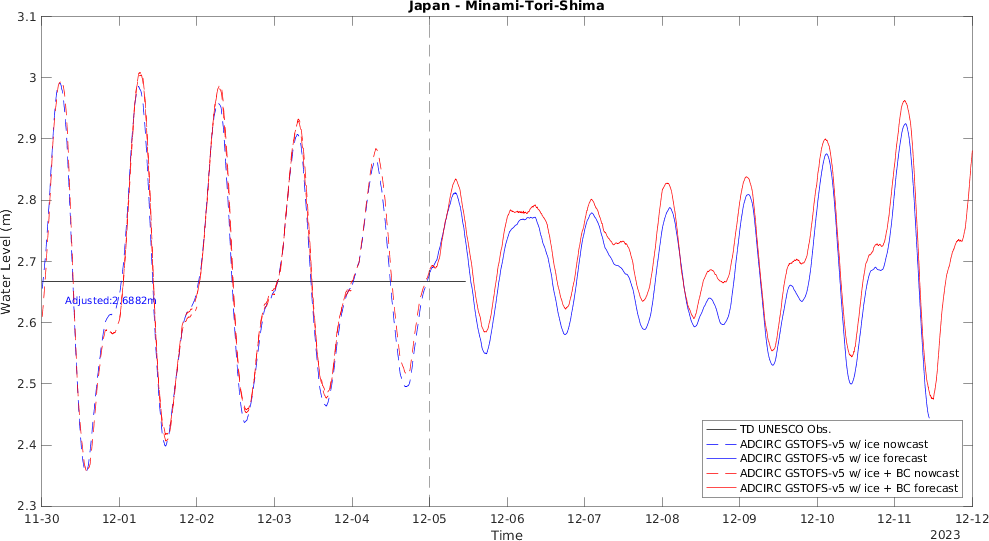 Japan - Minami-Tori-Shima
Water Level (m)
3.1
3
2.9
2.8
2.7
2.6
2.5
2.4
2.3
Adjusted:2.6882m
TD UNESCO Obs.
ADCIRC GSTOFS-v5 w/ ice nowcast
ADCIRC GSTOFS-v5 w/ ice forecast
ADCIRC GSTOFS-v5 w/ ice + BC nowcast
ADCIRC GSTOFS-v5 w/ ice + BC forecast
11-30 12-01 12-02 12-03 12-04 12-05 12-06 12-07 12-08 12-09 12-10 12-11 12-12
Time
2023